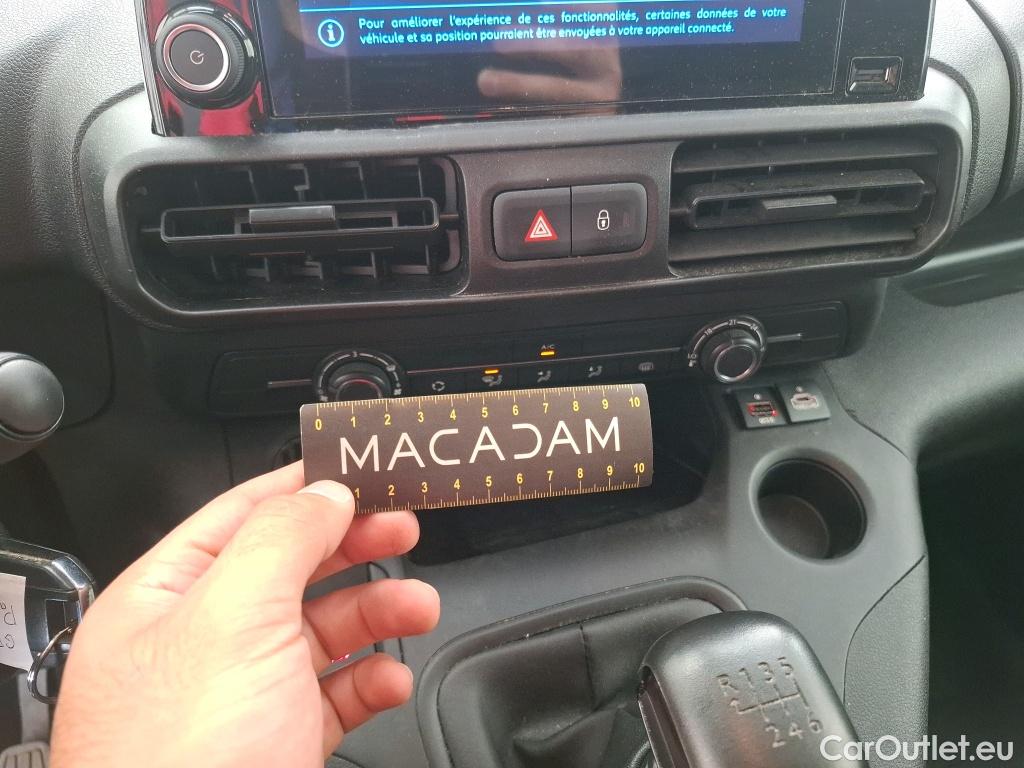 Pour améliorer l'expérience de ces fonctionnalités, certaines données de votre
véhicule et sa position pourraient être envoyées à votre appareil connecté.
A/C
0 1 2 3 4 5 6 7 8 9 10
MACADAM
1 2 3 4 5 6 7 8 9 10
R 1 3 5
2 4 6
CarOutlet.eu